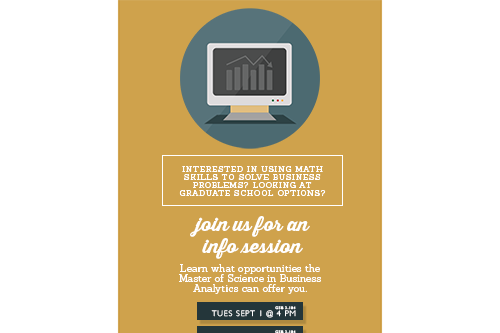 INTERESTED IN USING MATH
SKILLS TO SOLVE BUSINESS
PROBLEMS? LOOKING AT
GRADUATE SCHOOL OPTIONS?
join us for an
info session
Learn what opportunities the
Master of Science in Business
Analytics can offer you.
TUES SEPT 1 @ 4 PM